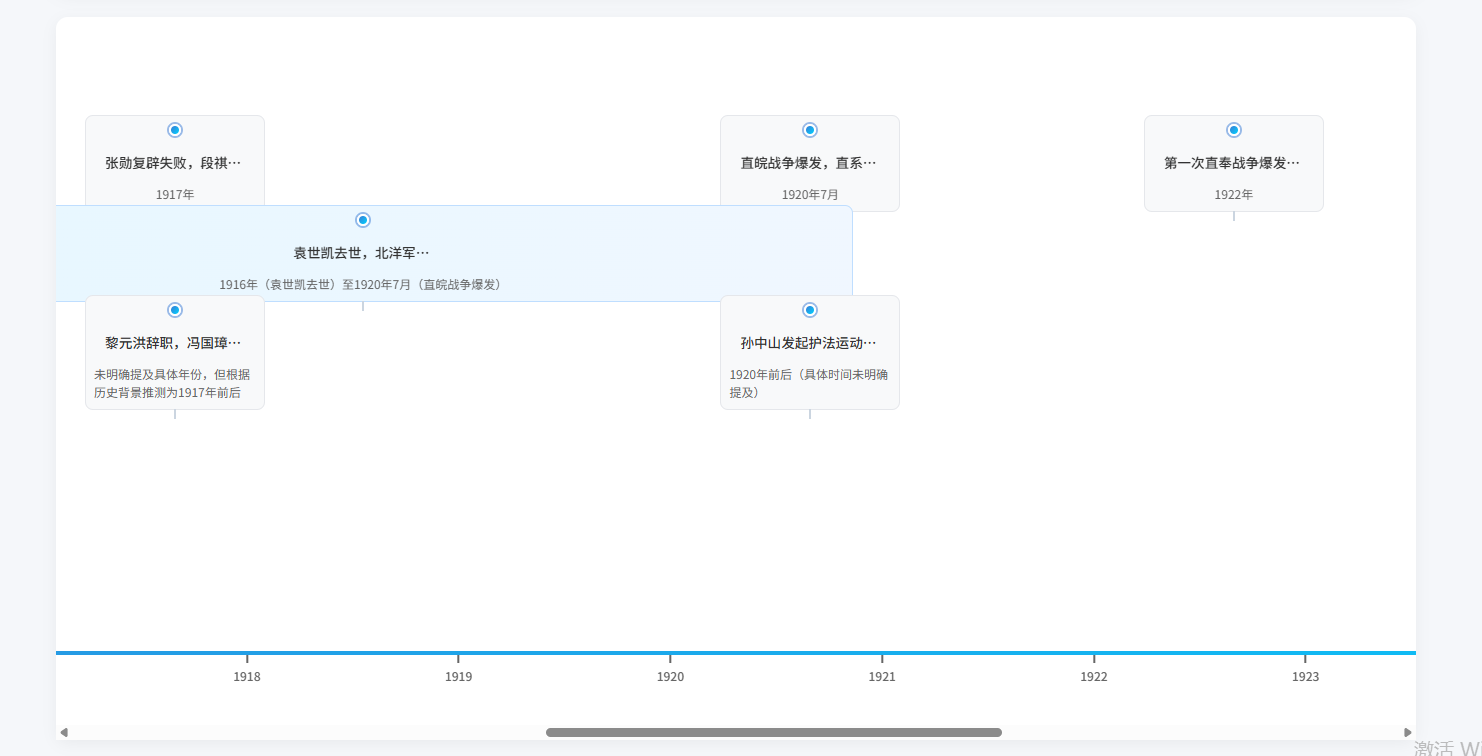 张勋复辟失败，段祺…
1917年
直皖战争爆发，直系…
1920年7月
第一次直奉战争爆发…
1922年
袁世凯去世，北洋军…
1916年（袁世凯去世）至1920年7月（直皖战争爆发）
黎元洪辞职，冯国璋…
未明确提及具体年份，但根据
历史背景推测为1917年前后
孙中山发起护法运动…
1920年前后（具体时间未明确
提及）
1918
1919
1920
1921
1922
1923
激活 W